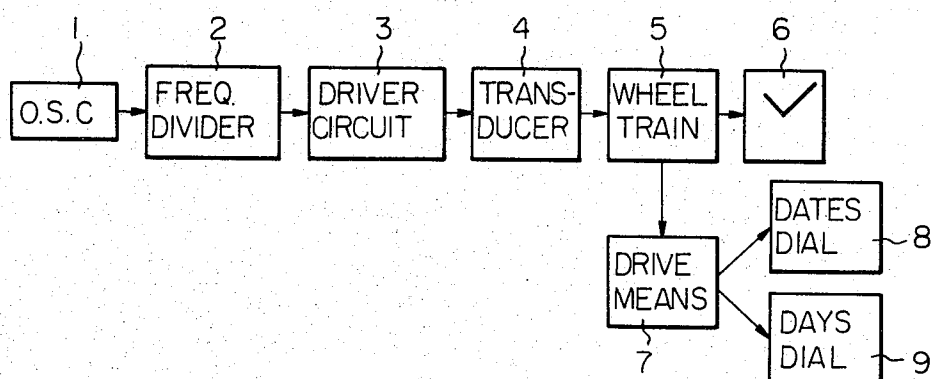 1
2
3
4
5
6
O.S.C
FREQ.
DIVIDER
DRIVER
CIRCUIT
TRANS-
DUCER
WHEEL
TRAIN
DRIVE
MEANS
7
DATES
DIAL
8
DAYS
DIAL
9